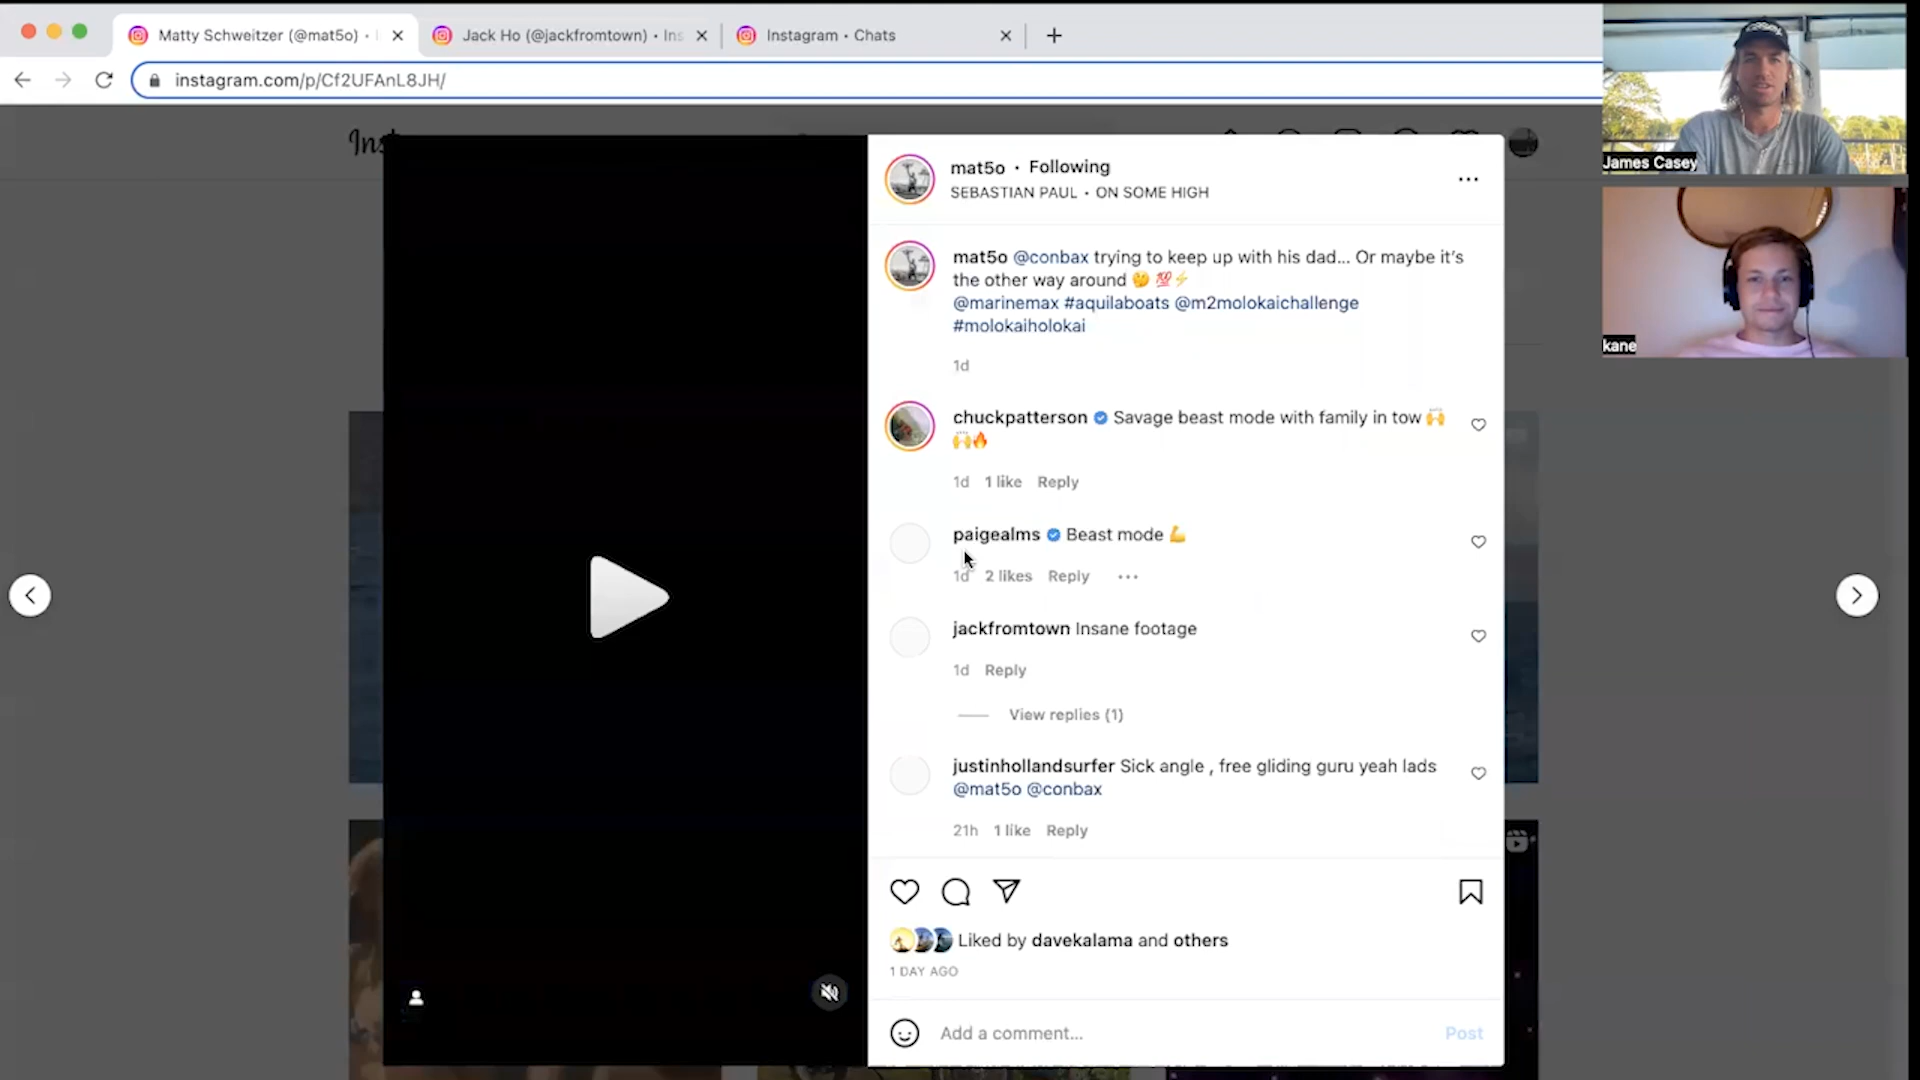 Matty Schweitzer (@mat5o) •
Jack Ho (@jackfromtown) • Ins
Instagram • Chats
instagram.com/p/Cf2UFAnL8JH/
James Casey
kane
mat5o • Following
SEBASTIAN PAUL • ON SOME HIGH
mat5o @conbax trying to keep up with his dad... Or maybe it's
the other way around 🤔 💯⚡
@marinemax #aquilaboats @m2molokaichallenge
#molokaiholokai
1d
chuckpatterson Savage beast mode with family in tow 🙌
🙌🔥
1d 1 like Reply
paigealms Beast mode 💪
1d 2 likes Reply
jackfromtown Insane footage
1d Reply
View replies (1)
justinhollandsurfer Sick angle , free gliding guru yeah lads
@mat5o @conbax
21h 1 like Reply
Liked by davekalama and others
1 DAY AGO
Add a comment...
Post